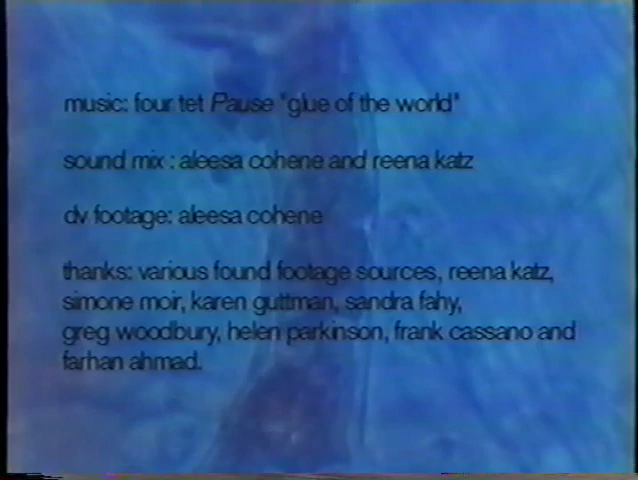 music: four tet Pause "glue of the world"
sound mix : aleesa cohene and reena katz
dv footage: aleesa cohene
thanks: various found footage sources, reena katz,
simone moir, karen guttman, sandra fahy,
greg woodbury, helen parkinson, frank cassano and
farhan ahmad.